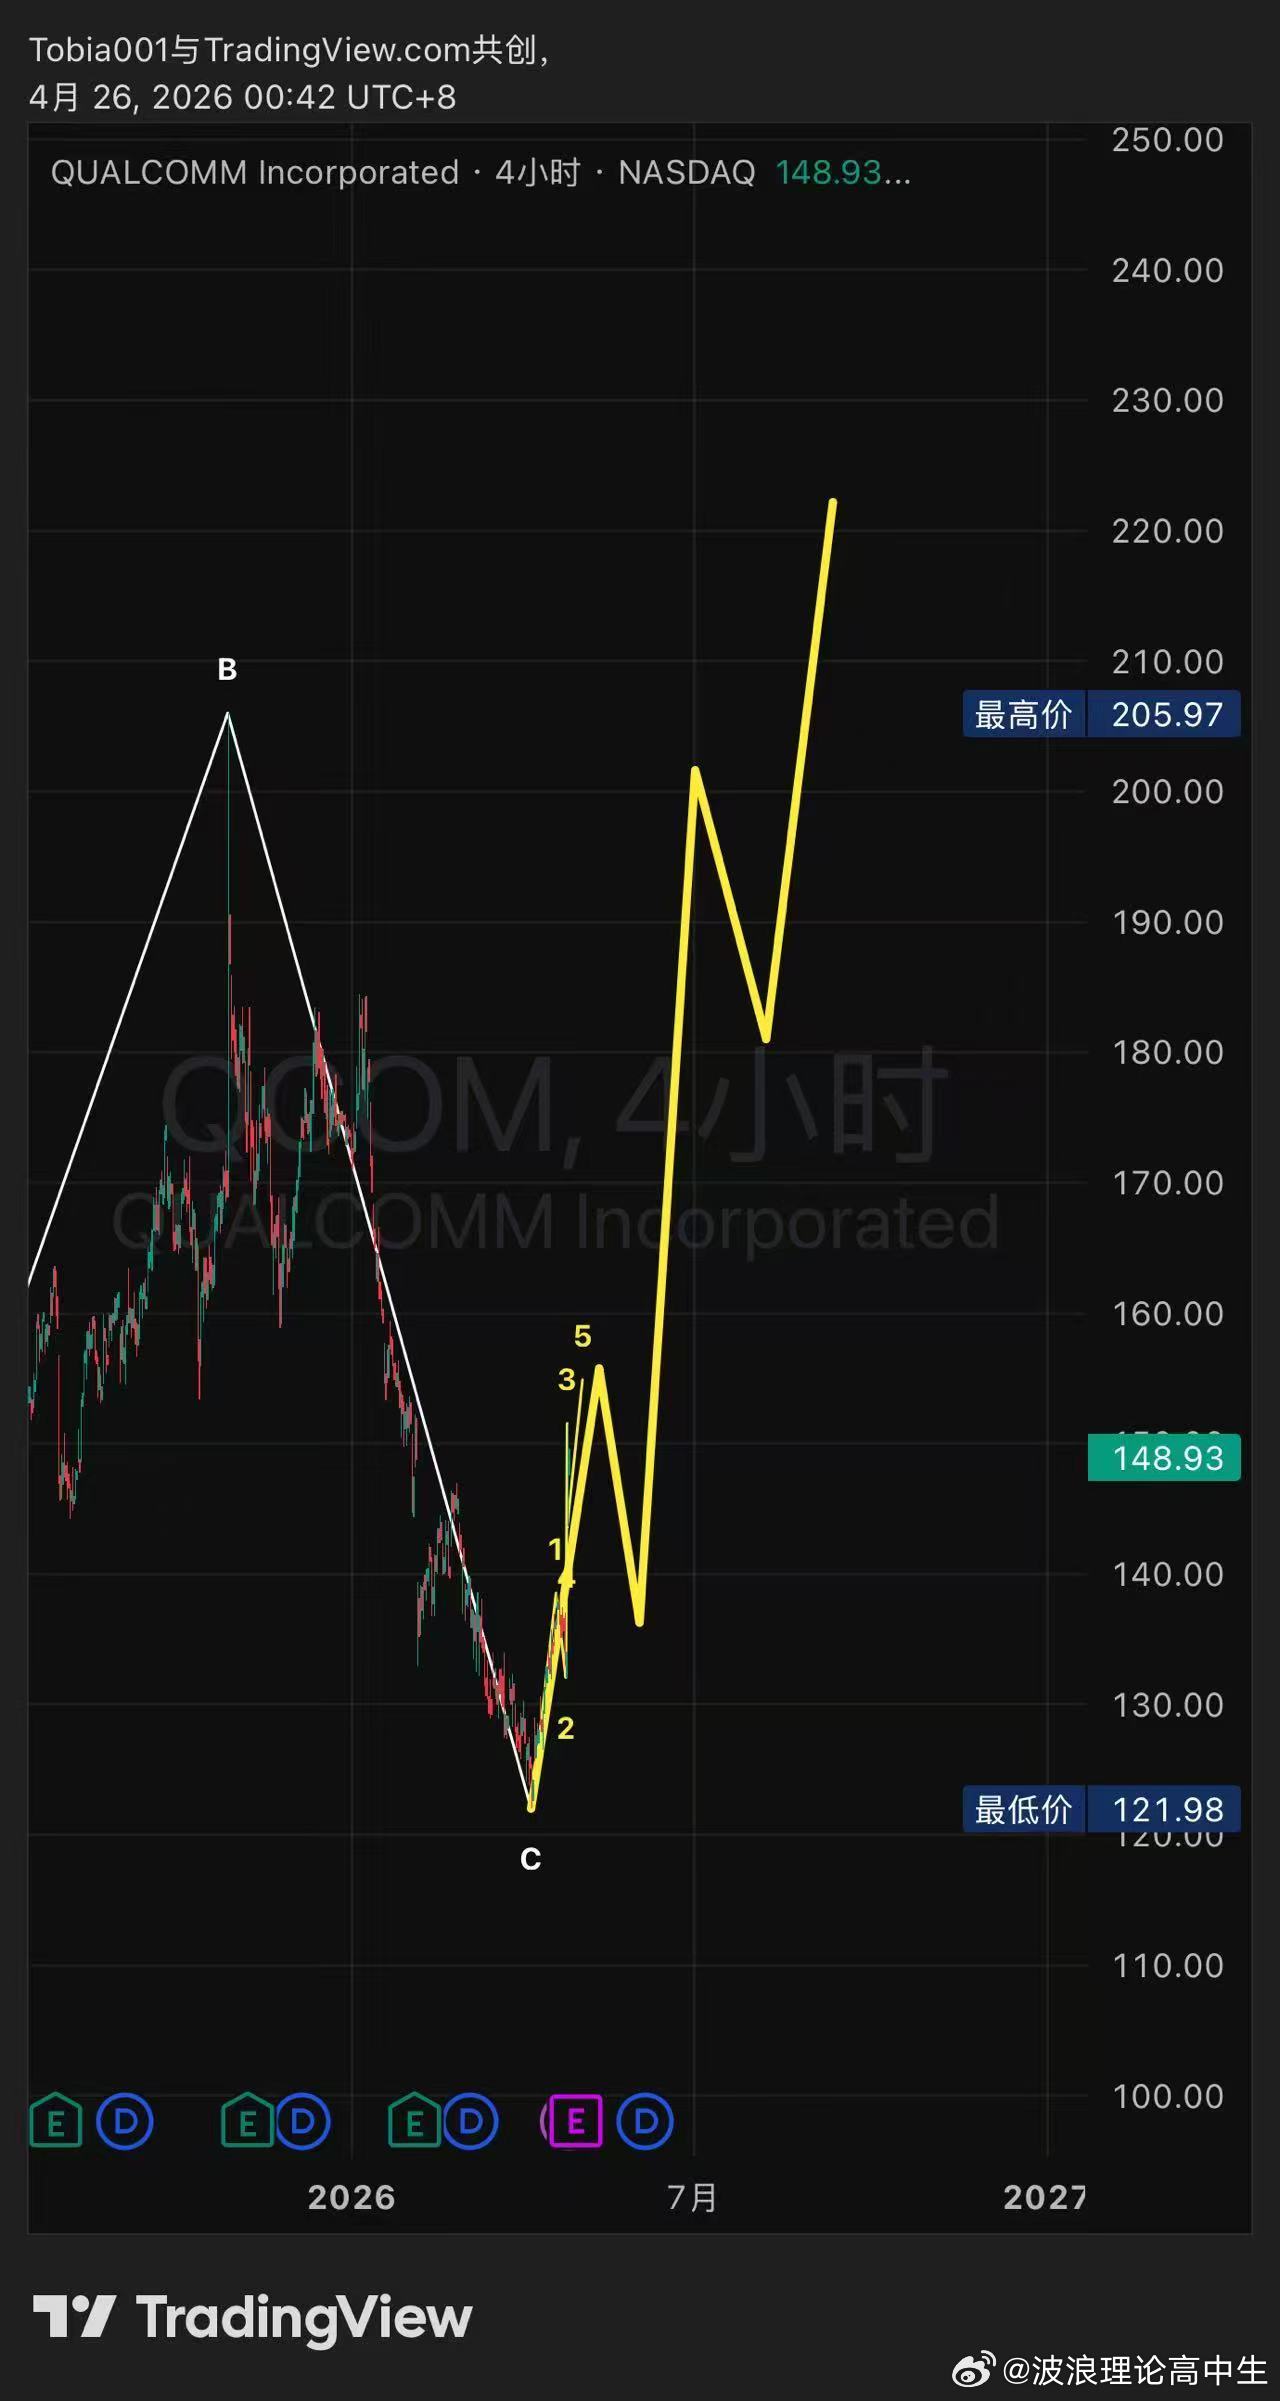 Tobia001与TradingView.com共创,
4月 26, 2026 00:42 UTC+8
QUALCOMM Incorporated · 4小时 · NASDAQ 148.93...
250.00
240.00
230.00
220.00
210.00
B
最高价 205.97
200.00
190.00
180.00
QCOM, 4小时
170.00
QUALCOMM Incorporated
160.00
5
3
148.93
1
4
140.00
2
130.00
最低价 121.98
120.00
C
110.00
100.00
E D E D E D E D
2026 7月 2027
TradingView
@波浪理论高中生